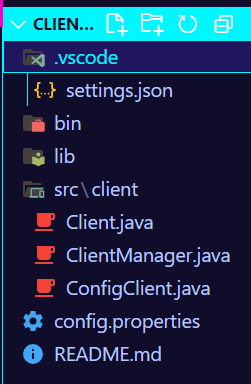 CLIEN...
.vscode
{..} settings.json
bin
lib
src\client
Client.java
ClientManager.java
ConfigClient.java
config.properties
README.md